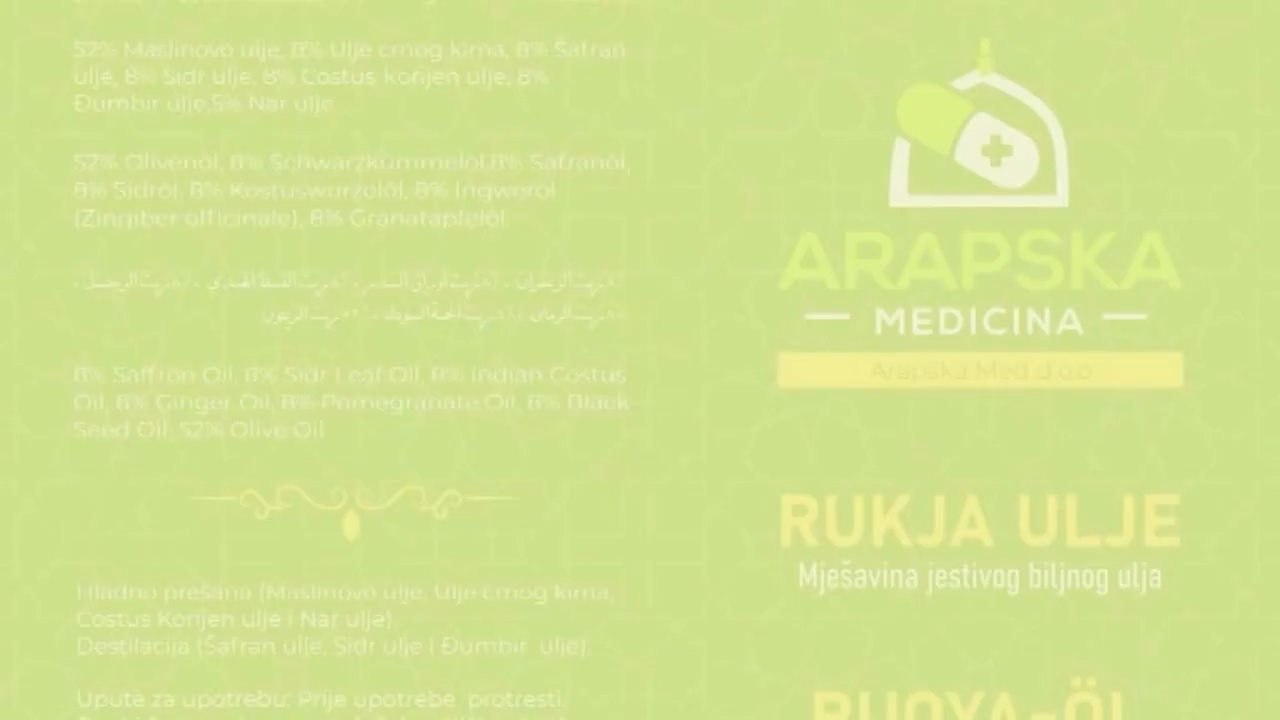 52% Maslinovo ulje, 8% Ulje crnog kima, 8% Šafran
ulje, 8% Sidr ulje, 8% Costus korijen ulje, 8%
Đumbir ulje,5% Nar ulje
52% Olivenöl, 8% Schwarzkümmelöl, Safranöl,
8% Sidröl, 8% Kostuswurzelöl, 8% Ingweröl
(Zingiber officinale), 8% Granatapfelöl
8% Saffron Oil, 8% Sidr Leaf Oil, 8% Indian Costus
Oil, 8% Ginger Oil, 8% Pomegranate Oil, 8% Black
Seed Oil, 52% Olive Oil
Hladno prešana (Maslinovo ulje, Ulje crnog kima,
Costus Korijen ulje i Nar ulje)
Destilacija (Šafran ulje, Sidr ulje i Đumbir ulje)
Upute za upotrebu: Prije upotrebe protresti.
ARAPSKA
MEDICINA
Arapska Med d.o.o
RUKJA ULJE
Mješavina jestivog biljnog ulja
RUQYA-ÖL